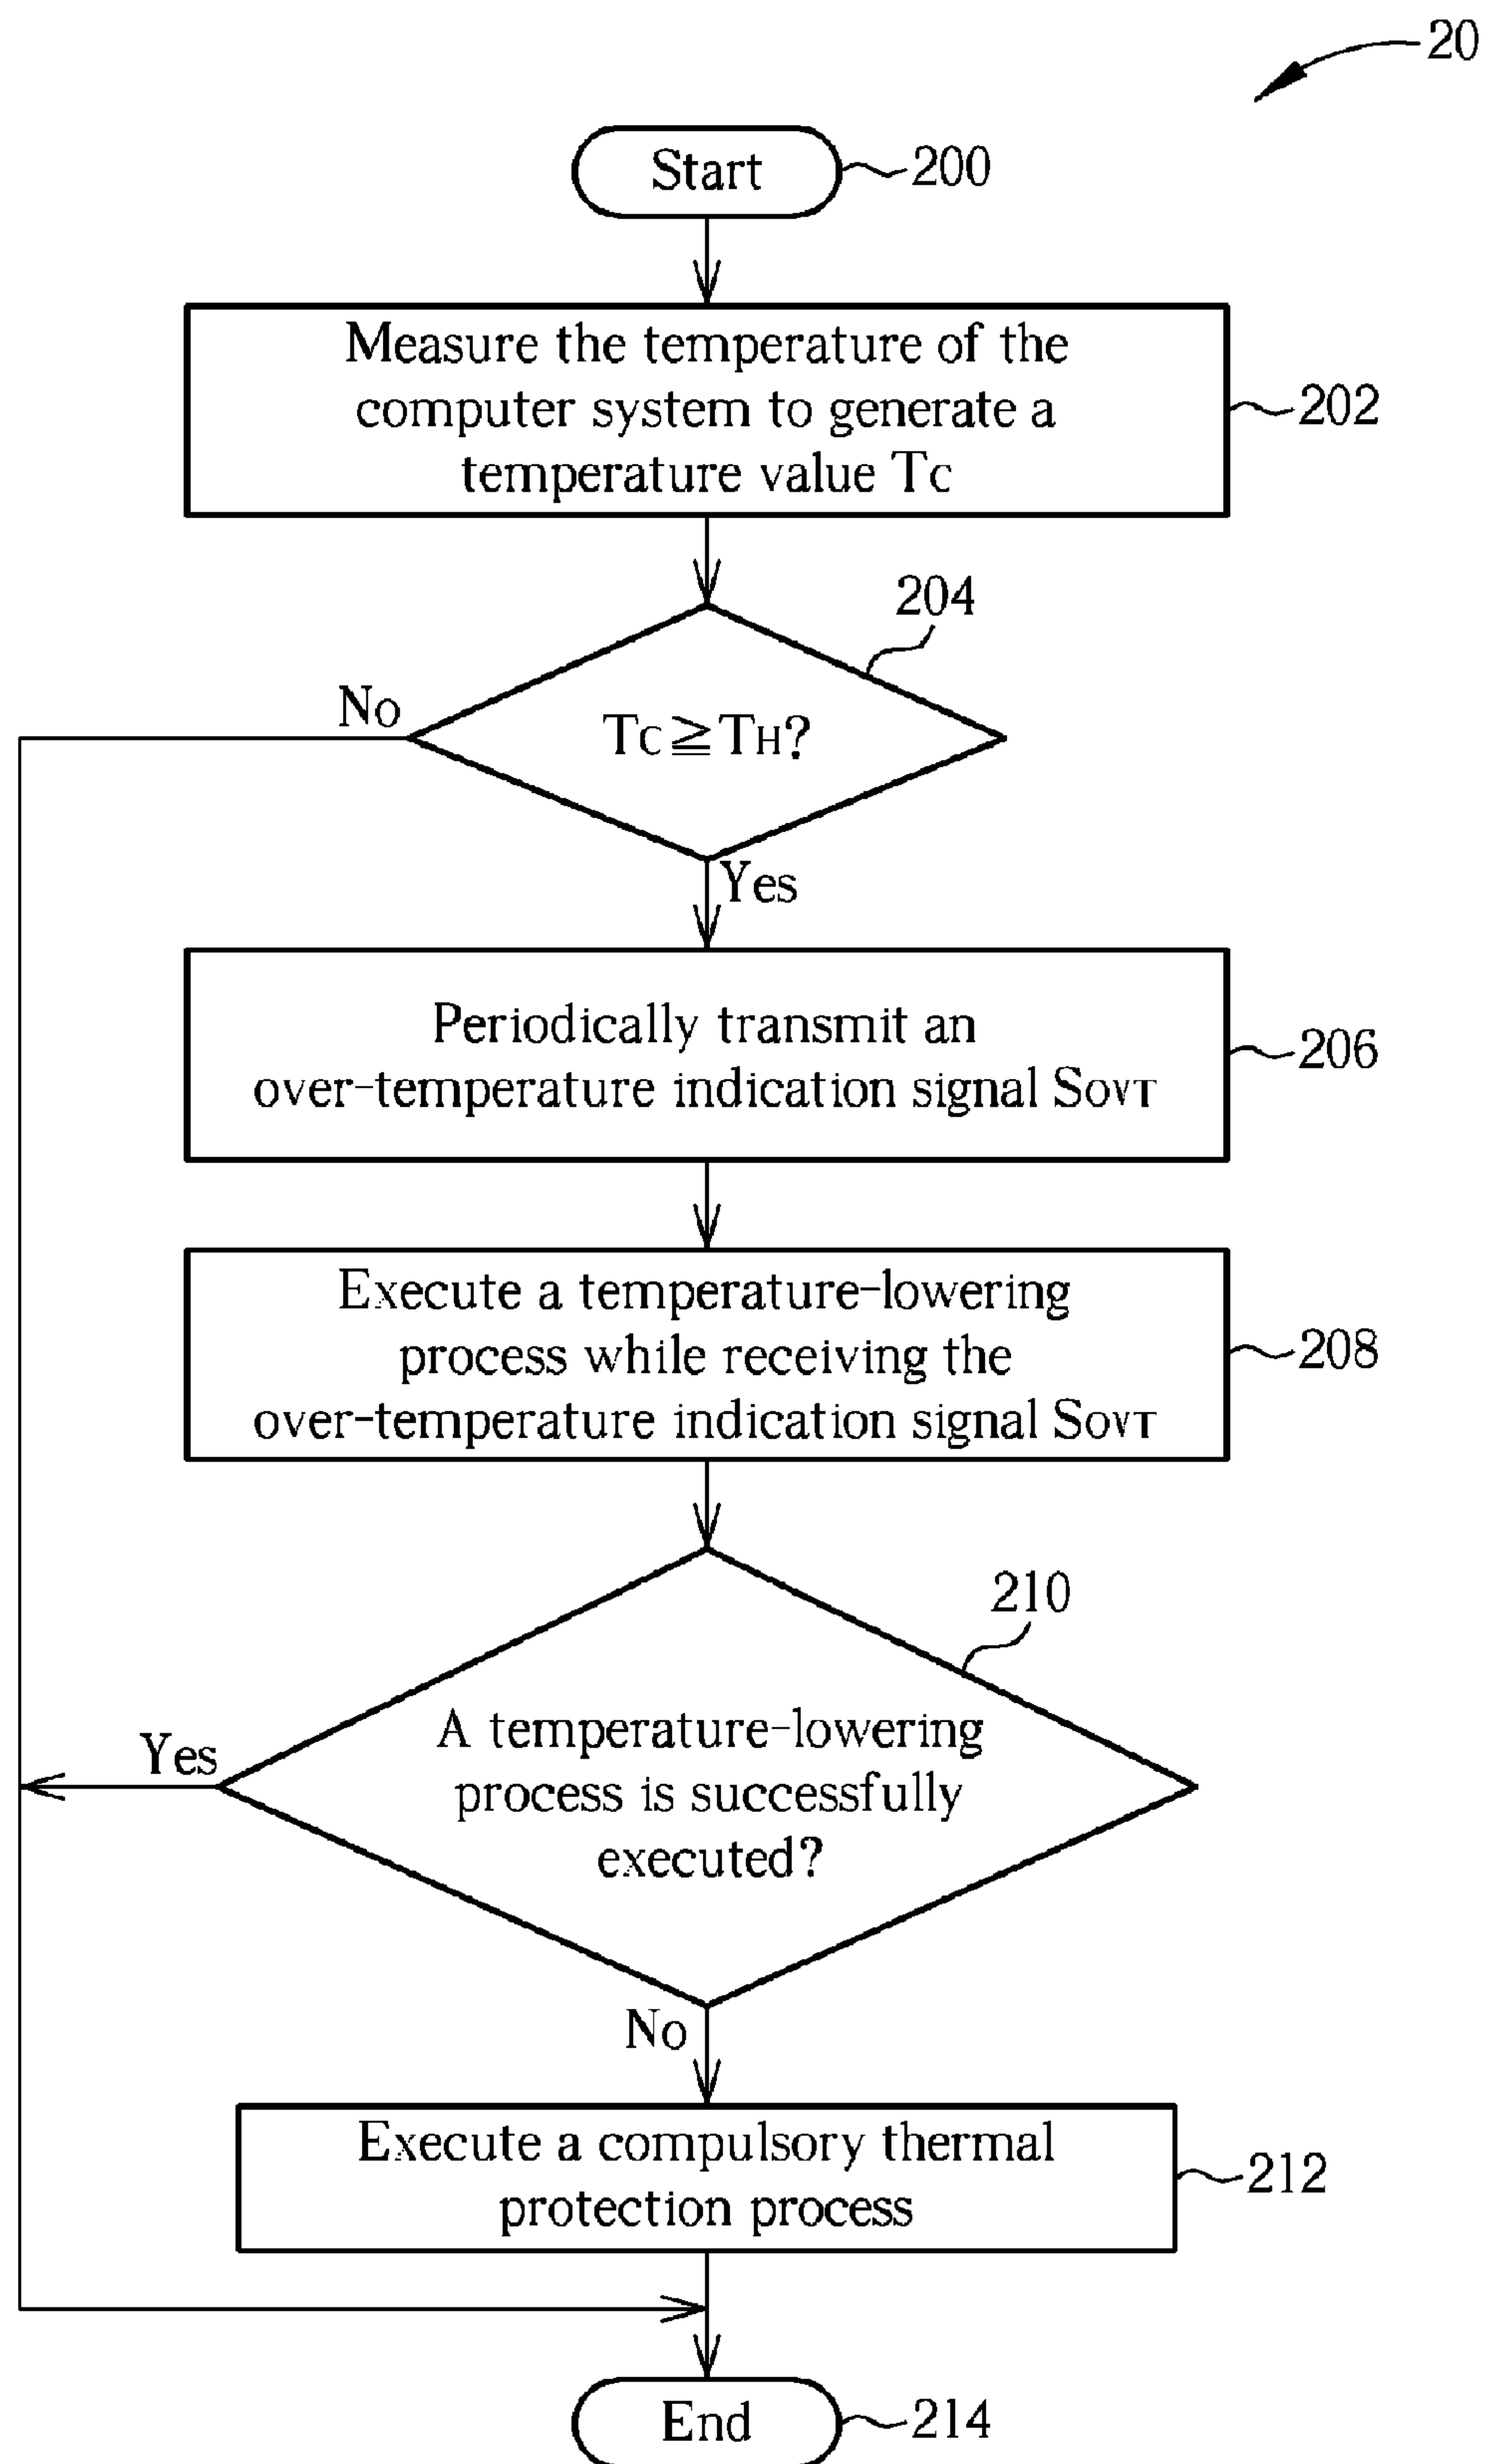 20
Start
200
Measure the temperature of the
computer system to generate a
temperature value TC
202
204
No
TC≧TH?
Yes
Periodically transmit an
over-temperature indication signal SOVT
206
Execute a temperature-lowering
process while receiving the
over-temperature indication signal SOVT
208
210
Yes
A temperature-lowering
process is successfully
executed?
No
Execute a compulsory thermal
protection process
212
End
214